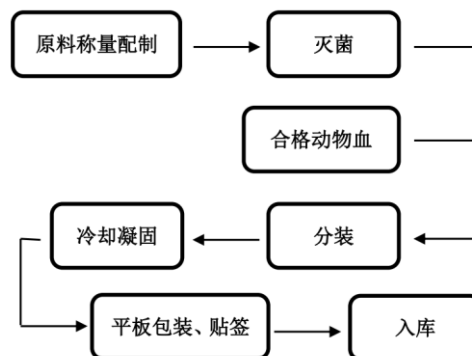 原料称量配制
灭菌
合格动物血
冷却凝固
分装
平板包装、贴签
入库